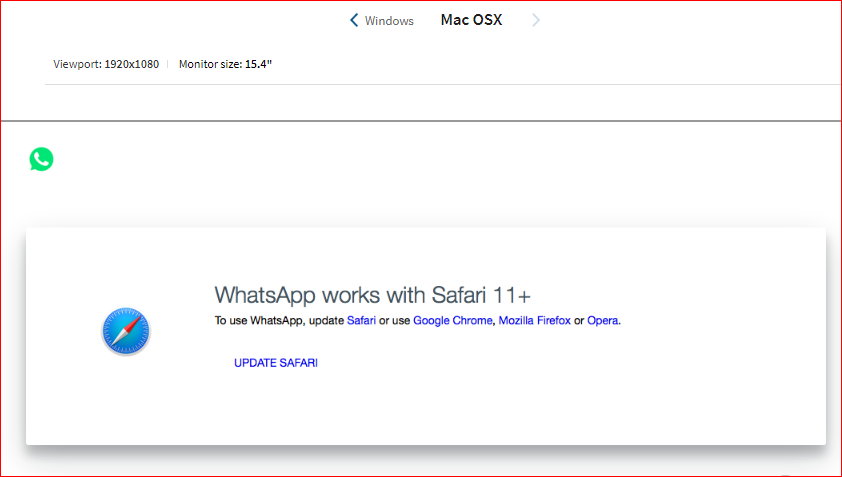 Windows Mac OSX
Viewport: 1920x1080 Monitor size: 15.4"
WhatsApp works with Safari 11+
To use WhatsApp, update Safari or use Google Chrome, Mozilla Firefox or Opera.
UPDATE SAFARI